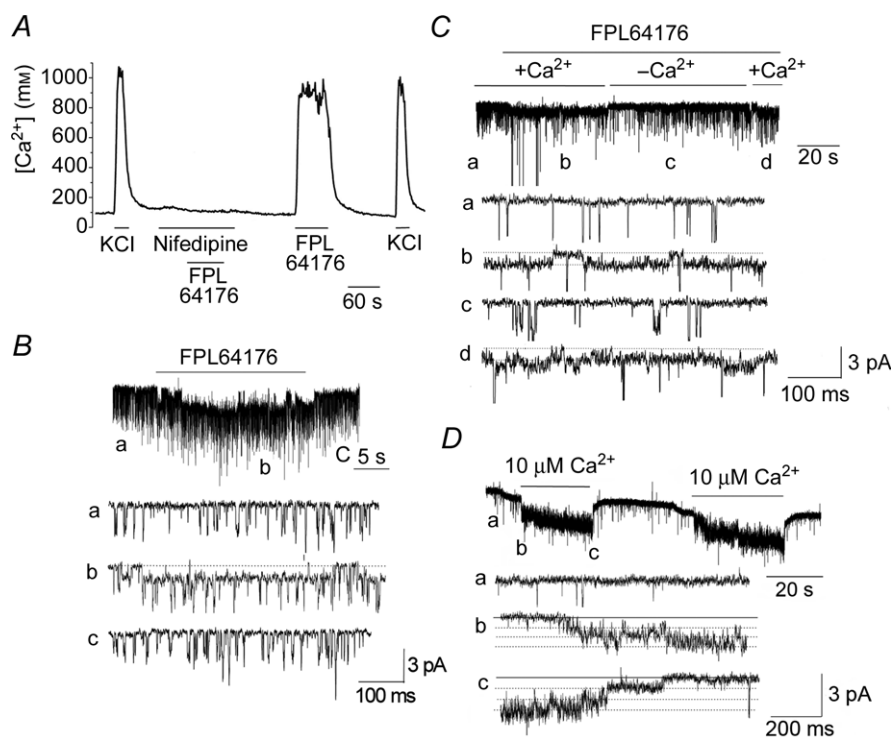 A
[Ca²⁺] (mM)
1000
800
600
400
200
0
KCl
Nifedipine
FPL
64176
FPL
64176
KCl
60 s
B
FPL64176
a
b
C
5 s
a
b
c
3 pA
100 ms
C
FPL64176
+Ca²⁺
–Ca²⁺
+Ca²⁺
a
b
c
d
20 s
a
b
c
d
3 pA
100 ms
D
10 µM Ca²⁺
10 µM Ca²⁺
a
b
c
20 s
a
b
c
3 pA
200 ms